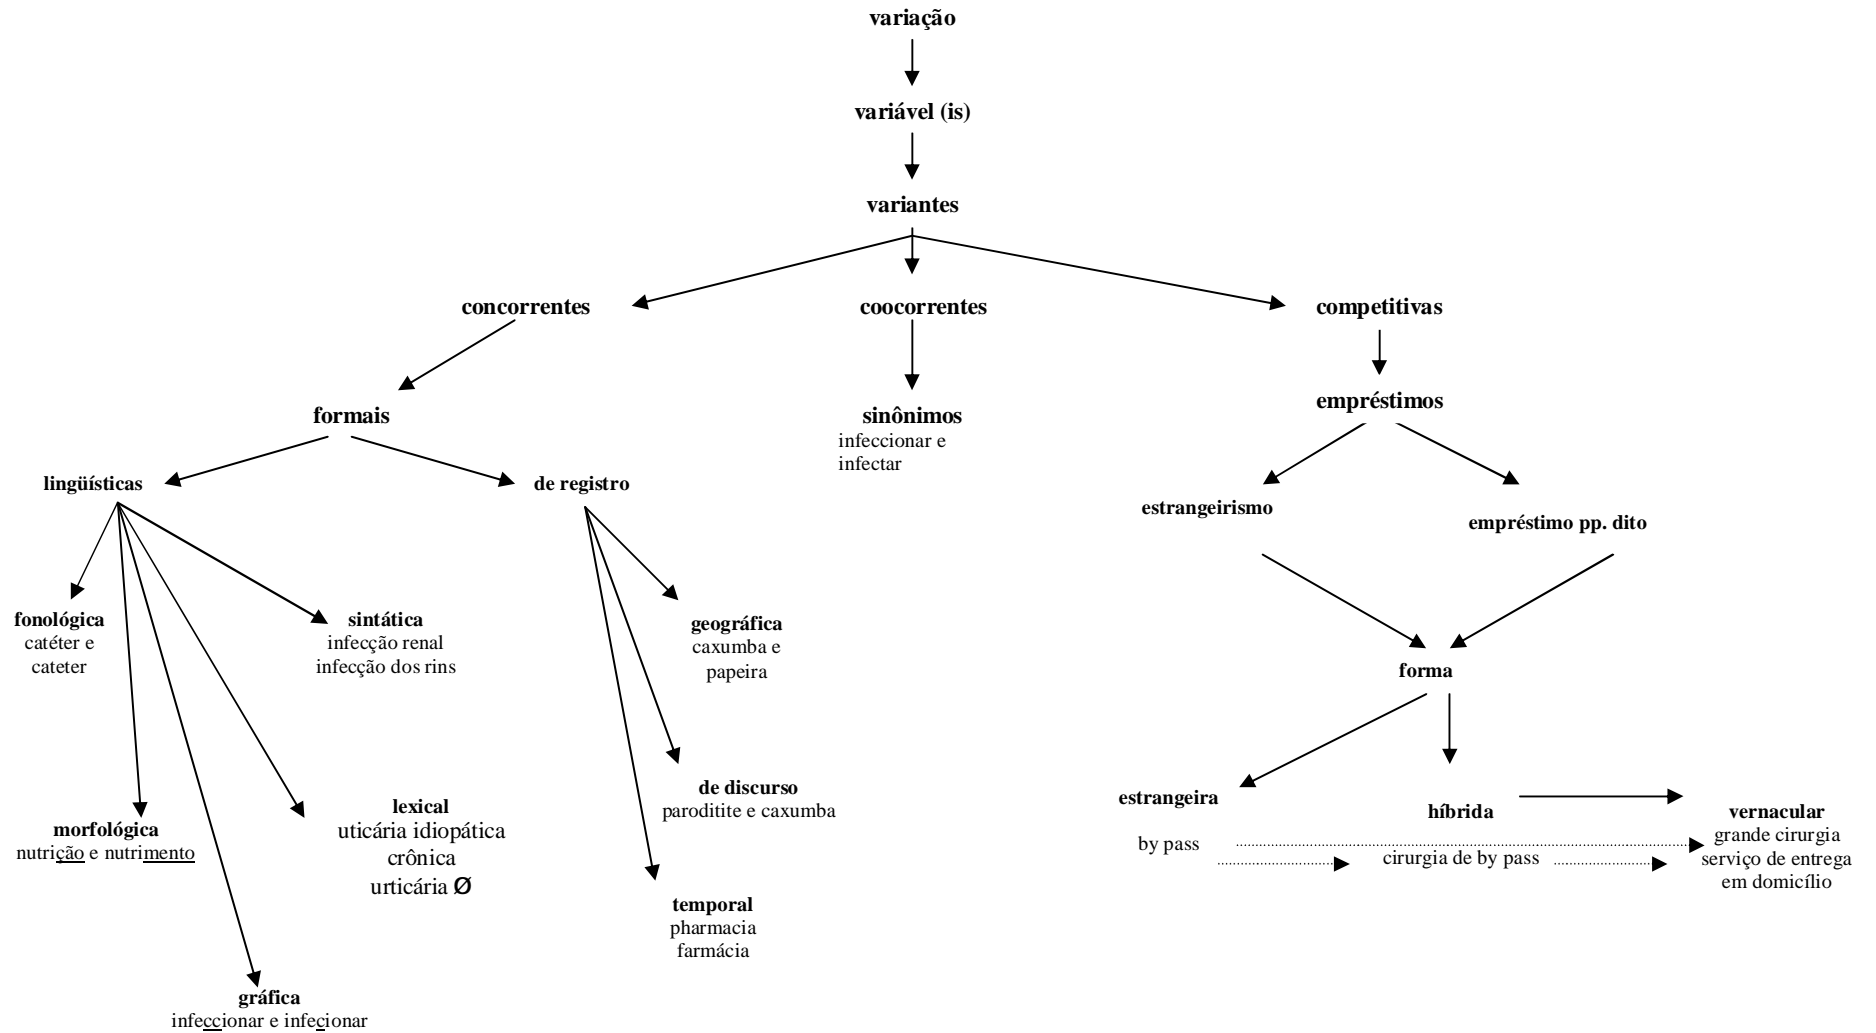 variação
variável (is)
variantes
concorrentes
coocorrentes
competitivas
formais
sinônimos
infeccionar e
infectar
empréstimos
lingüísticas
de registro
estrangeirismo
empréstimo pp. dito
fonológica
catéter e
cateter
sintática
infecção renal
infecção dos rins
geográfica
caxumba e
papeira
forma
morfológica
nutrição e nutrimento
lexical
uticária idiopática
crônica
urticária Ø
de discurso
paroditite e caxumba
estrangeira
by pass
híbrida
cirurgia de by pass
vernacular
grande cirurgia
serviço de entrega
em domicílio
temporal
pharmacia
farmácia
gráfica
infeccionar e infecionar